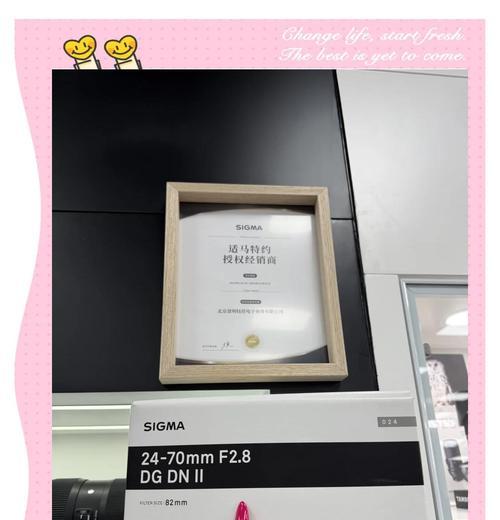 Change life, start fresh.
The best is yet to come.
SIGMA
适马特约
授权经销商
SIGMA
024
24-70mm F2.8
DG DN II
FILTER SIZE: 82mm